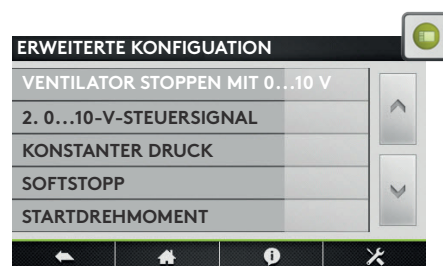 ERWEITERTE KONFIGUATION
VENTILATOR STOPPEN MIT 0...10 V
2. 0...10-V-STEUERSIGNAL
KONSTANTER DRUCK
SOFTSTOPP
STARTDREHMOMENT